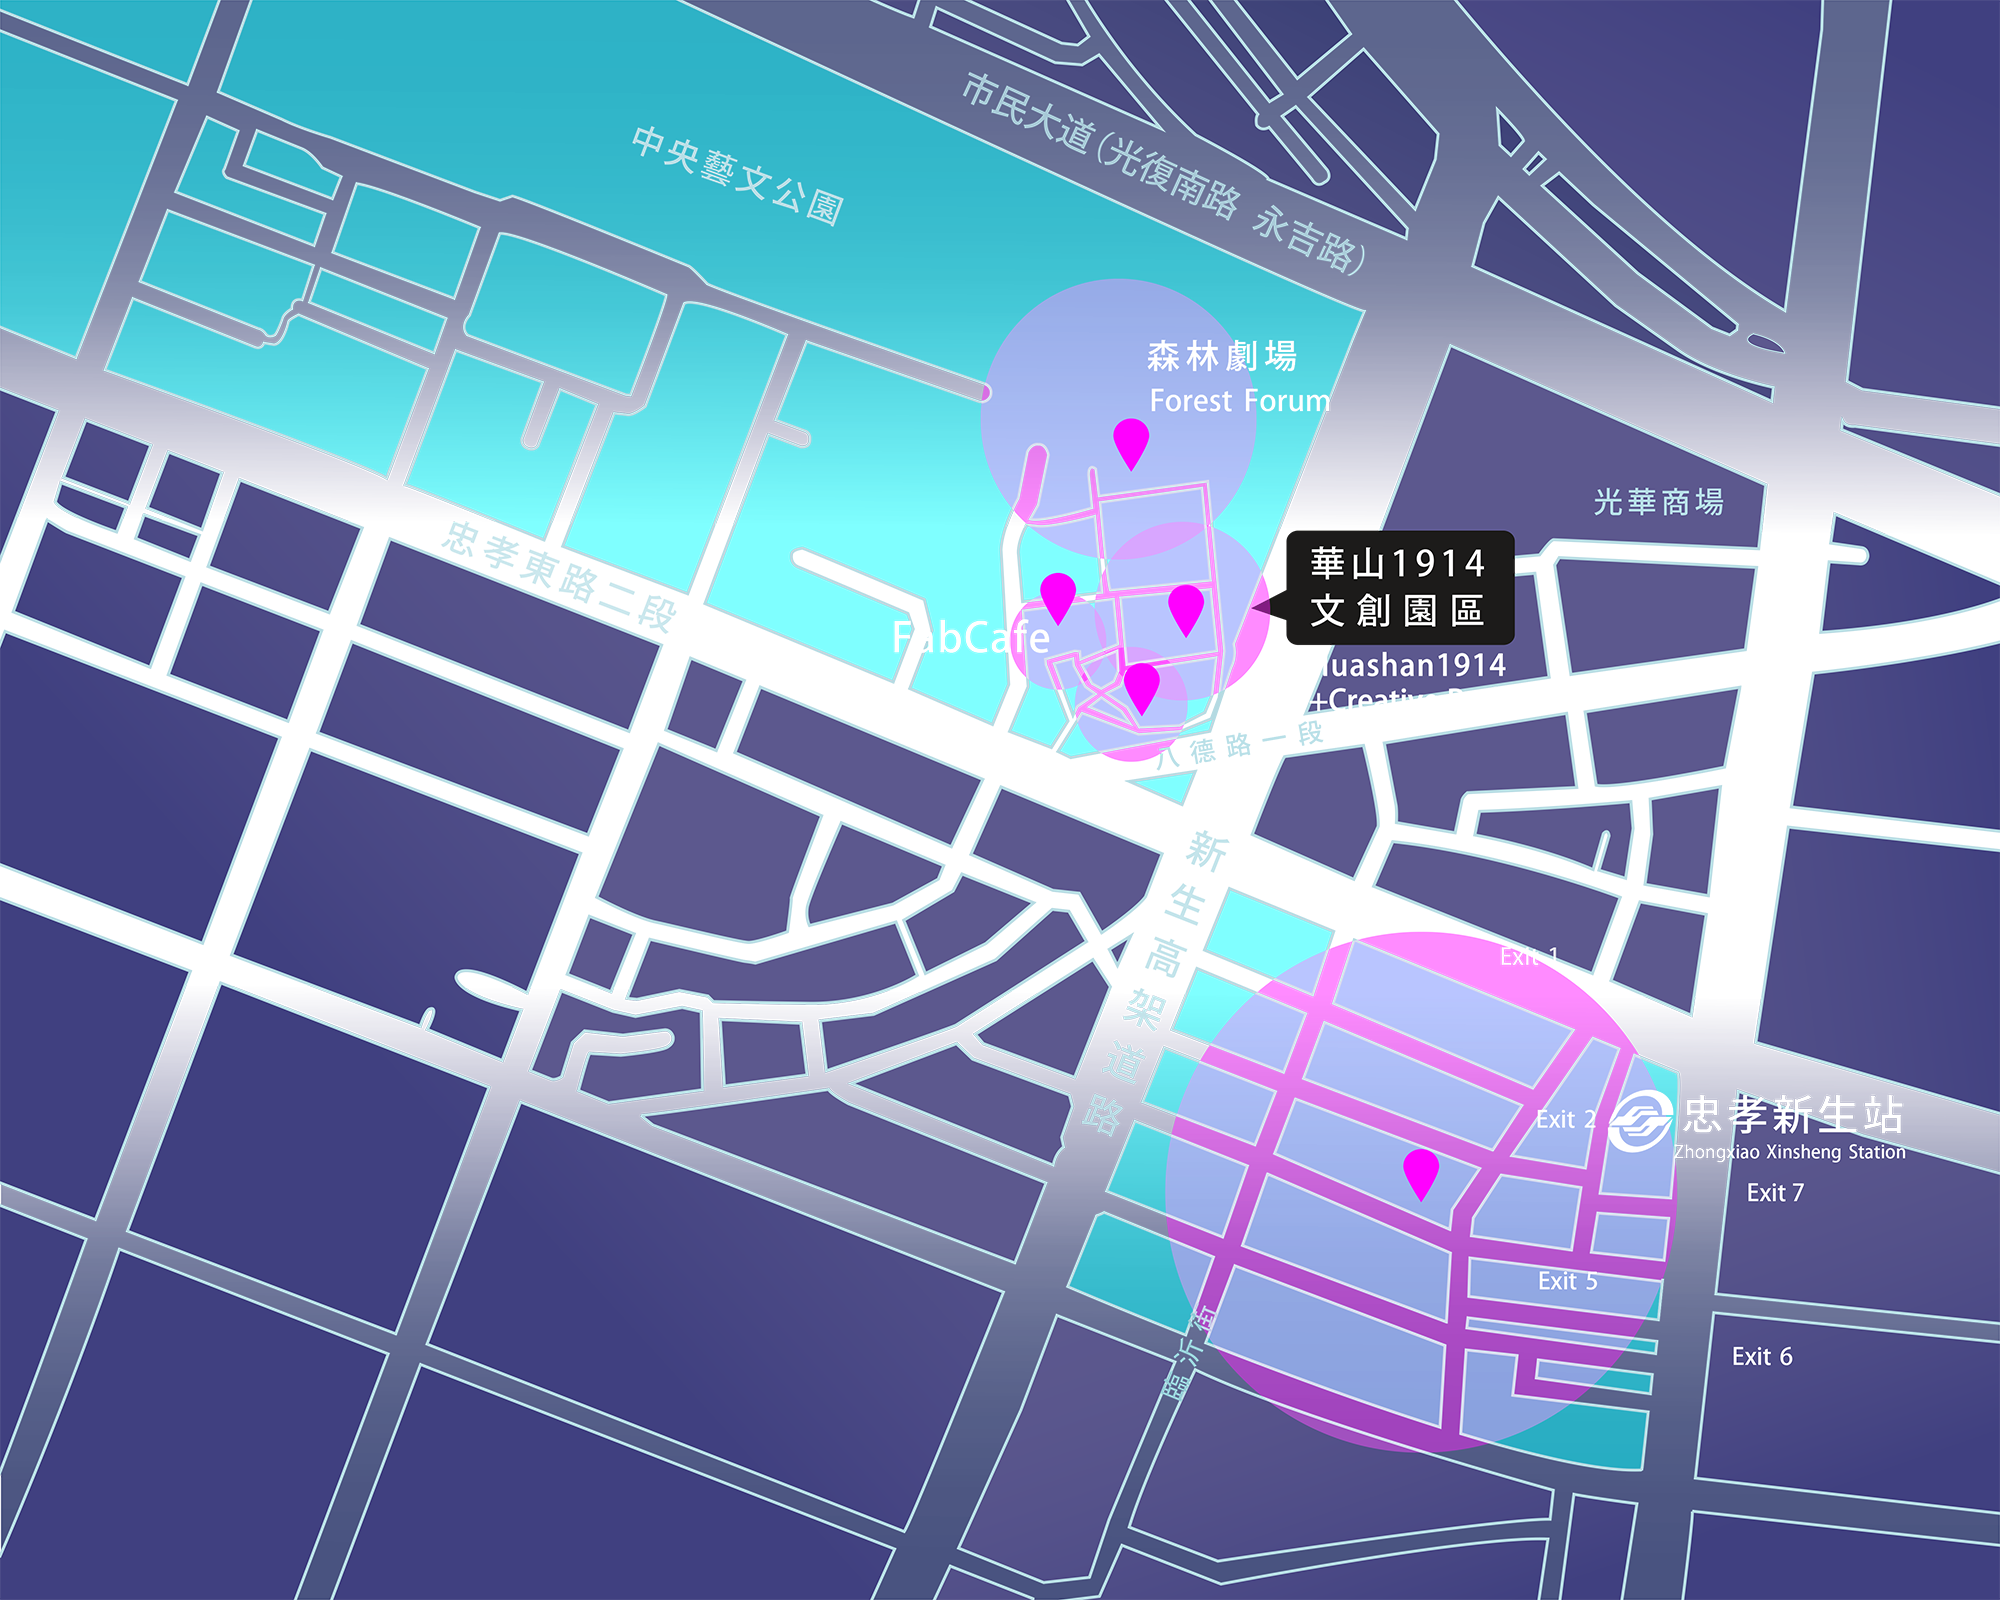 市民大道(光復南路 永吉路)
中央藝文公園
森林劇場
Forest Forum
光華商場
忠孝東路二段
華山1914
文創園區
FabCafe
uashan1914
+Creative
八德路一段
新生高架道路
Exit 1
Exit 2
忠孝新生站
Zhongxiao Xinsheng Station
Exit 7
Exit 5
臨沂街
Exit 6